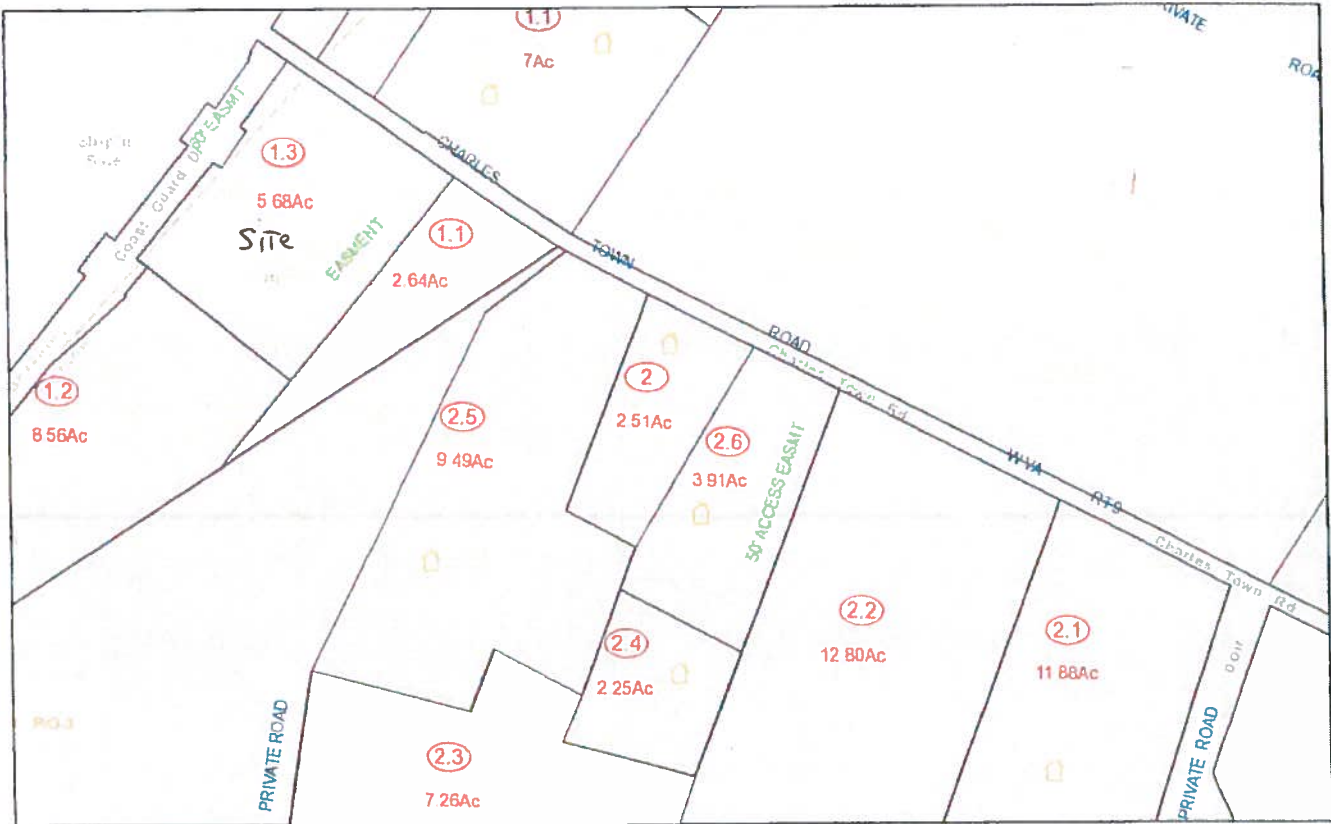 1.1
7Ac
PRIVATE
ROA
CHARLES
TOWN
ROAD
WVA
RT9
Charles Town Rd
Charles Town Rd
EASMT
Coast Guard Dr
1.3
5 68Ac
Site
EASMENT
1.1
2.64Ac
1.2
8 56Ac
2.5
9 49Ac
2
2 51Ac
2.6
3 91Ac
50' ACCESS EASMT
2.2
12 80Ac
2.1
11 88Ac
2.4
2 25Ac
2.3
7.26Ac
PRIVATE ROAD
PRIVATE ROAD